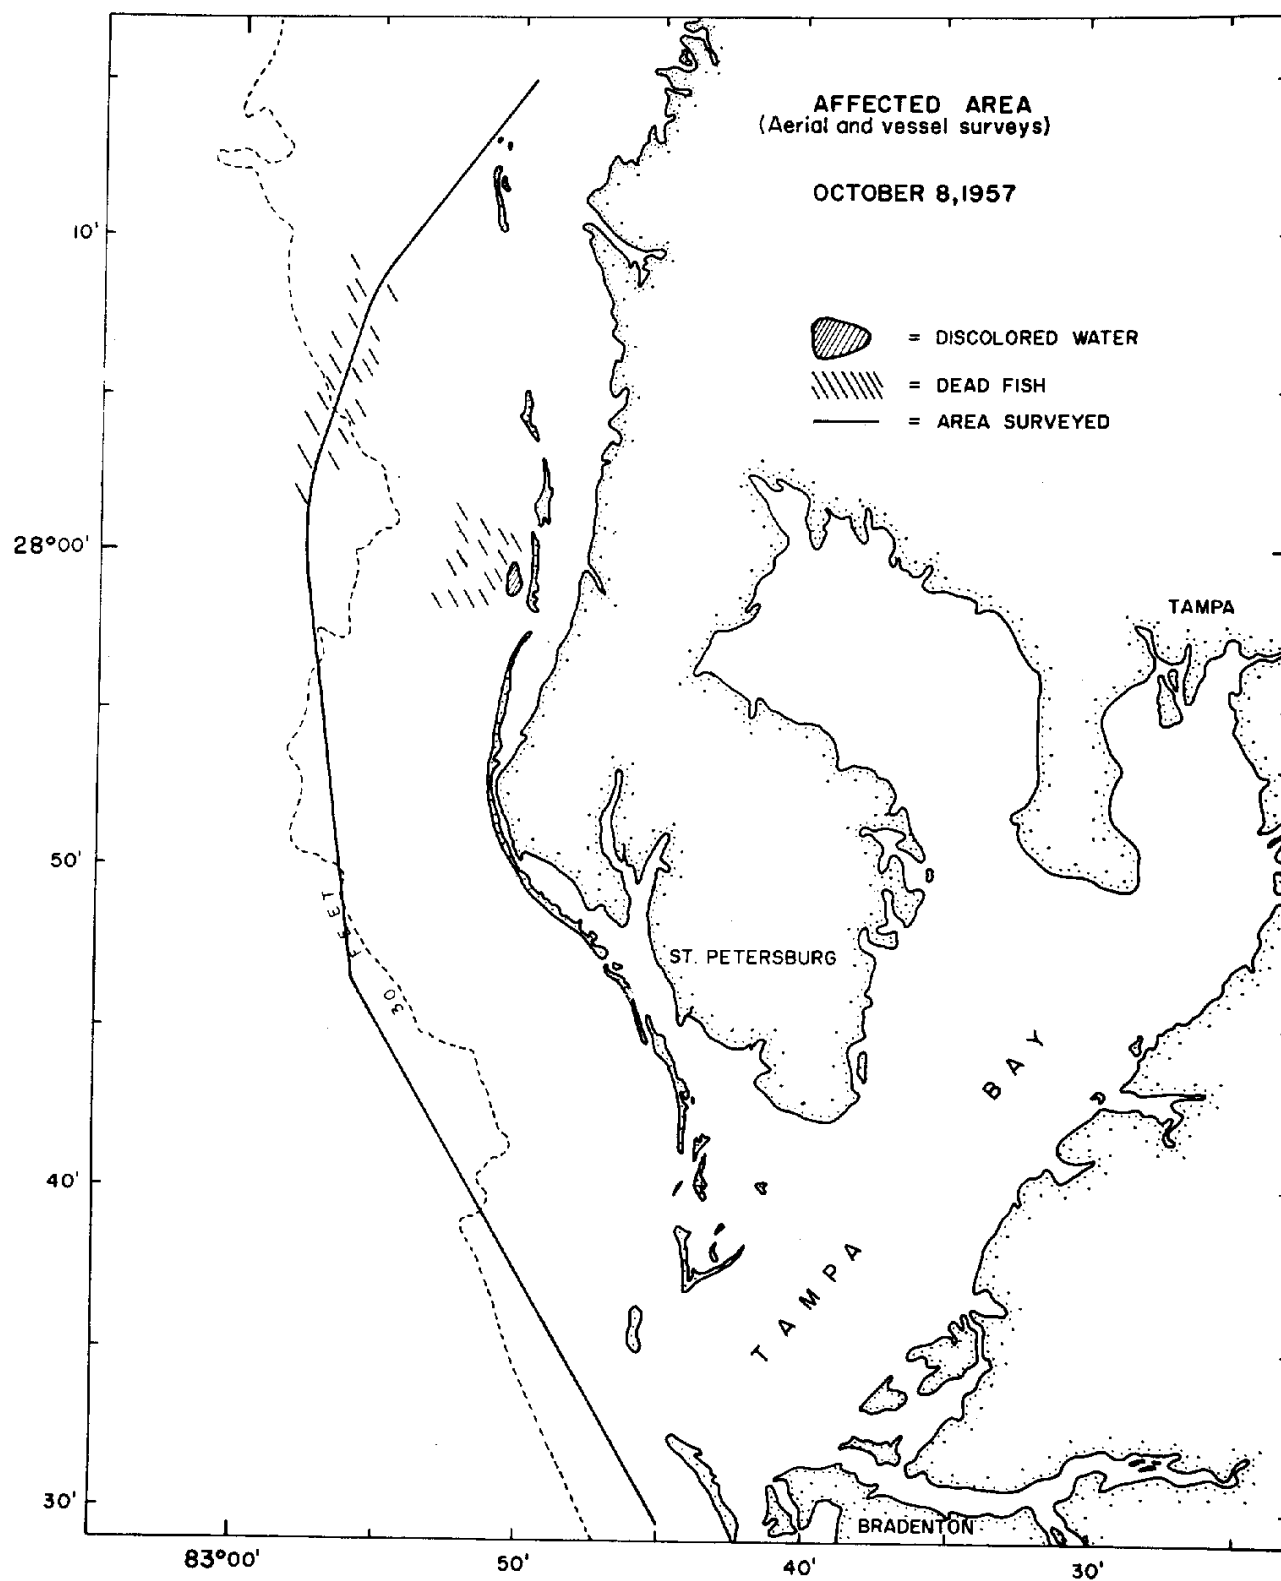 AFFECTED AREA
(Aerial and vessel surveys)
OCTOBER 8, 1957
= DISCOLORED WATER
= DEAD FISH
= AREA SURVEYED
10'
28°00'
50'
40'
30'
83°00'
50'
40'
30'
TAMPA
ST. PETERSBURG
30 FEET
TAMPA BAY
BRADENTON